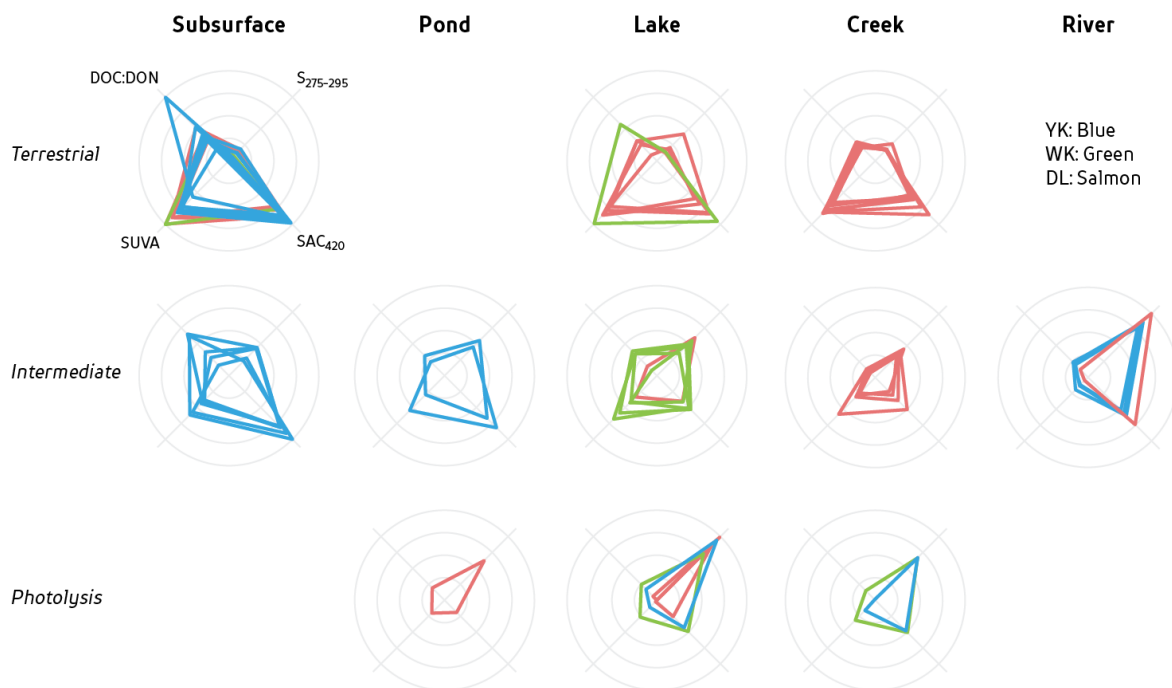 Subsurface
Pond
Lake
Creek
River
DOC:DON
S275-295
Terrestrial
YK: Blue
WK: Green
DL: Salmon
SUVA
SAC420
Intermediate
Photolysis